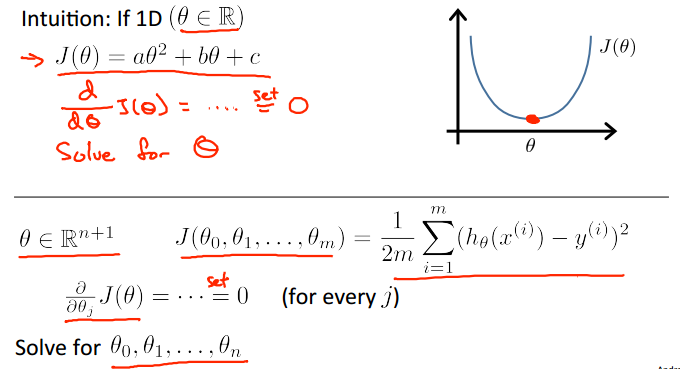 Intuition: If 1D (θ ∈ ℝ)
→ J(θ) = aθ² + bθ + c
d/dθ J(θ) = .... set = 0
Solve for θ
J(θ)
θ
θ ∈ ℝⁿ⁺¹ J(θ₀, θ₁, . . . , θₘ) = 1/2m ∑ᵢ₌₁ᵐ (h_θ(x⁽ⁱ⁾) − y⁽ⁱ⁾)²
∂/∂θⱼ J(θ) = · · · set = 0 (for every j)
Solve for θ₀, θ₁, . . . , θₙ